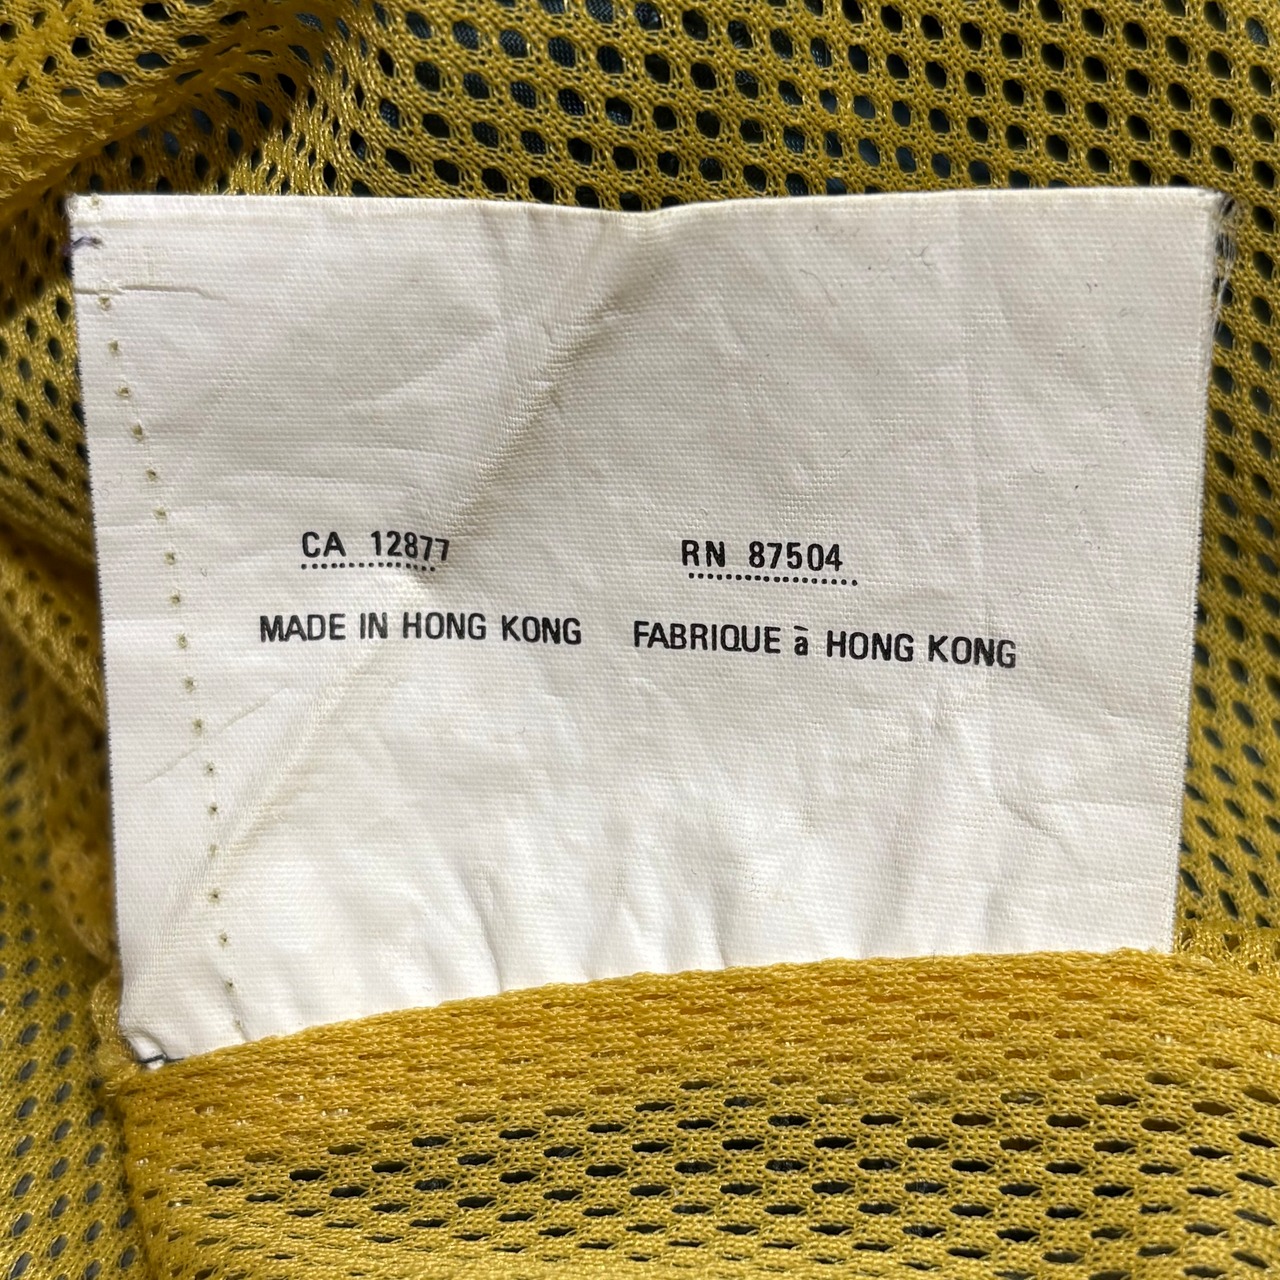 CA 12877 RN 87504
MADE IN HONG KONG FABRIQUE à HONG KONG